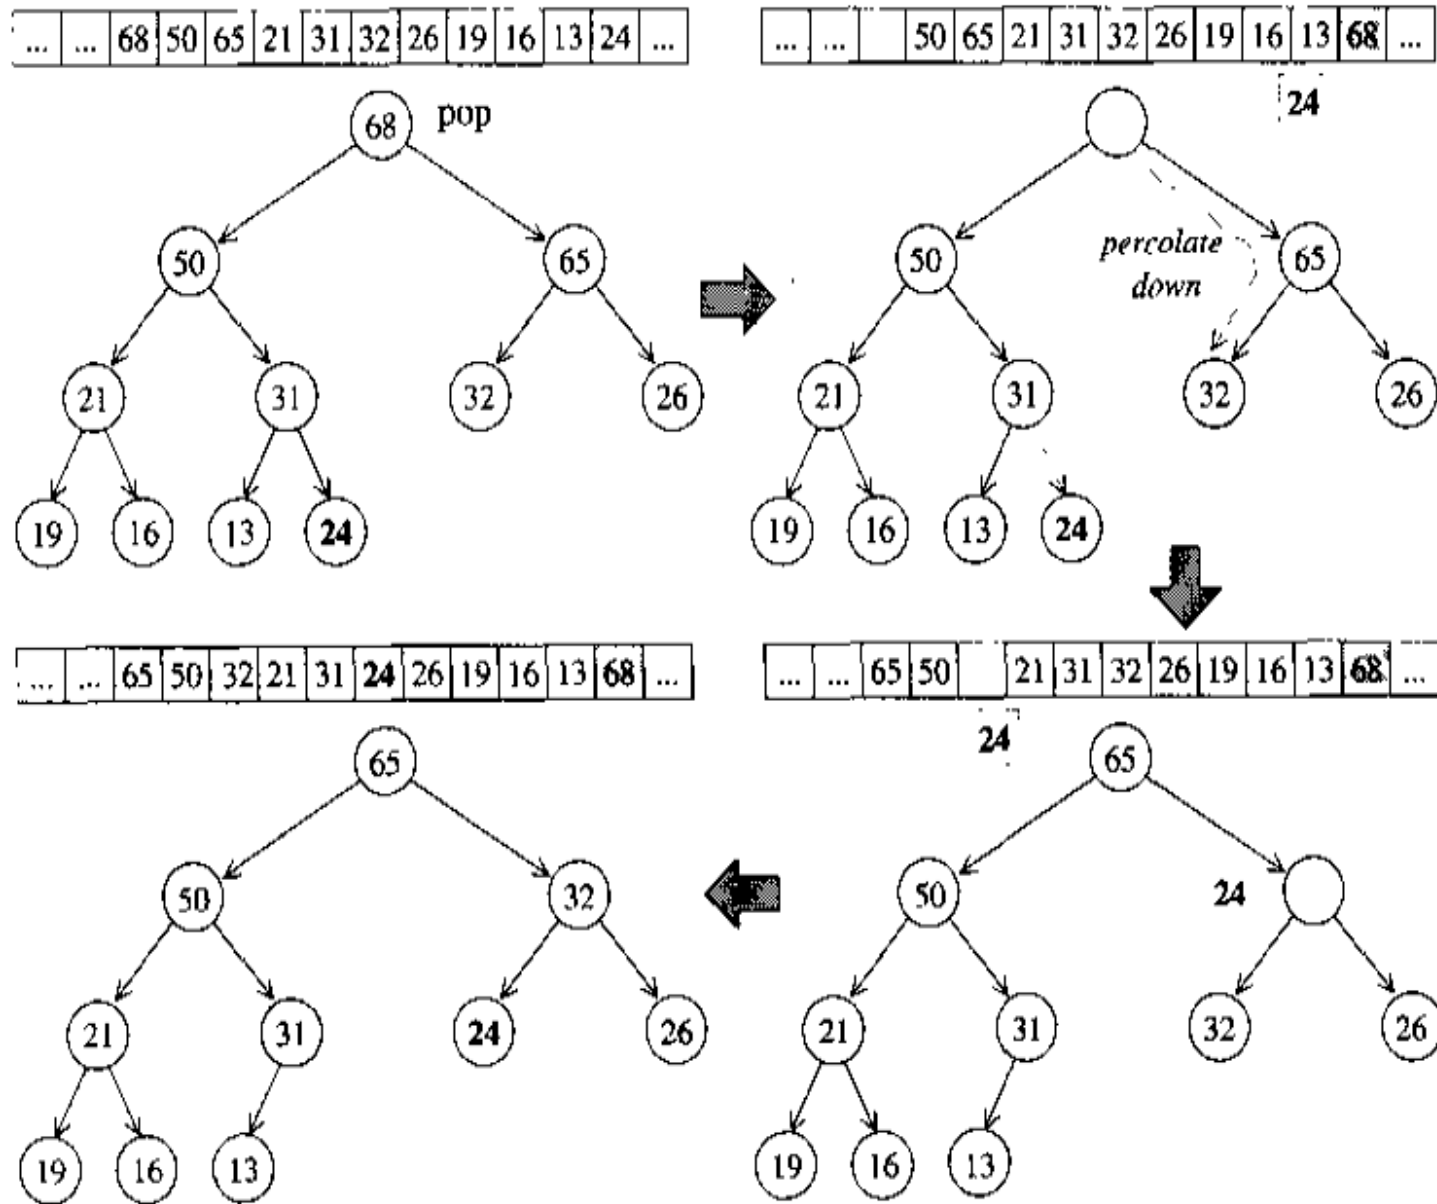 ... ... 68 50 65 21 31 32 26 19 16 13 24 ...
68 pop
50 65
21 31 32 26
19 16 13 24
... ... 50 65 21 31 32 26 19 16 13 68 ...
24
percolate
down
50 65
21 31 32 26
19 16 13 24
... ... 65 50 21 31 32 26 19 16 13 68 ...
24
65
50 24
21 31 32 26
19 16 13
... ... 65 50 32 21 31 24 26 19 16 13 68 ...
65
50 32
21 31 24 26
19 16 13